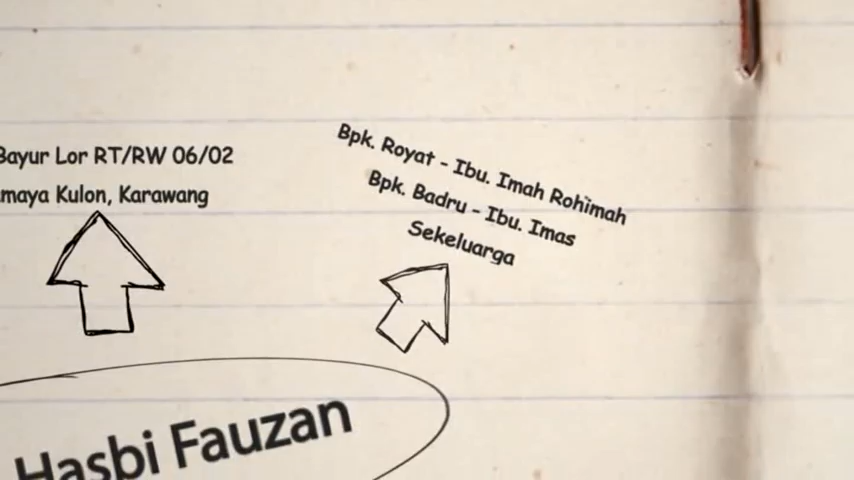 Bayur Lor RT/RW 06/02
maya Kulon, Karawang
Bpk. Royat - Ibu. Imah Rohimah
Bpk. Badru - Ibu. Imas
Sekeluarga
Hasbi Fauzan